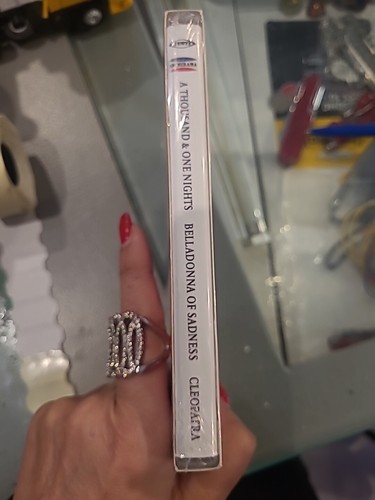 A THOUSAND & ONE NIGHTS
BELLADONNA OF SADNESS
CLEOPATRA